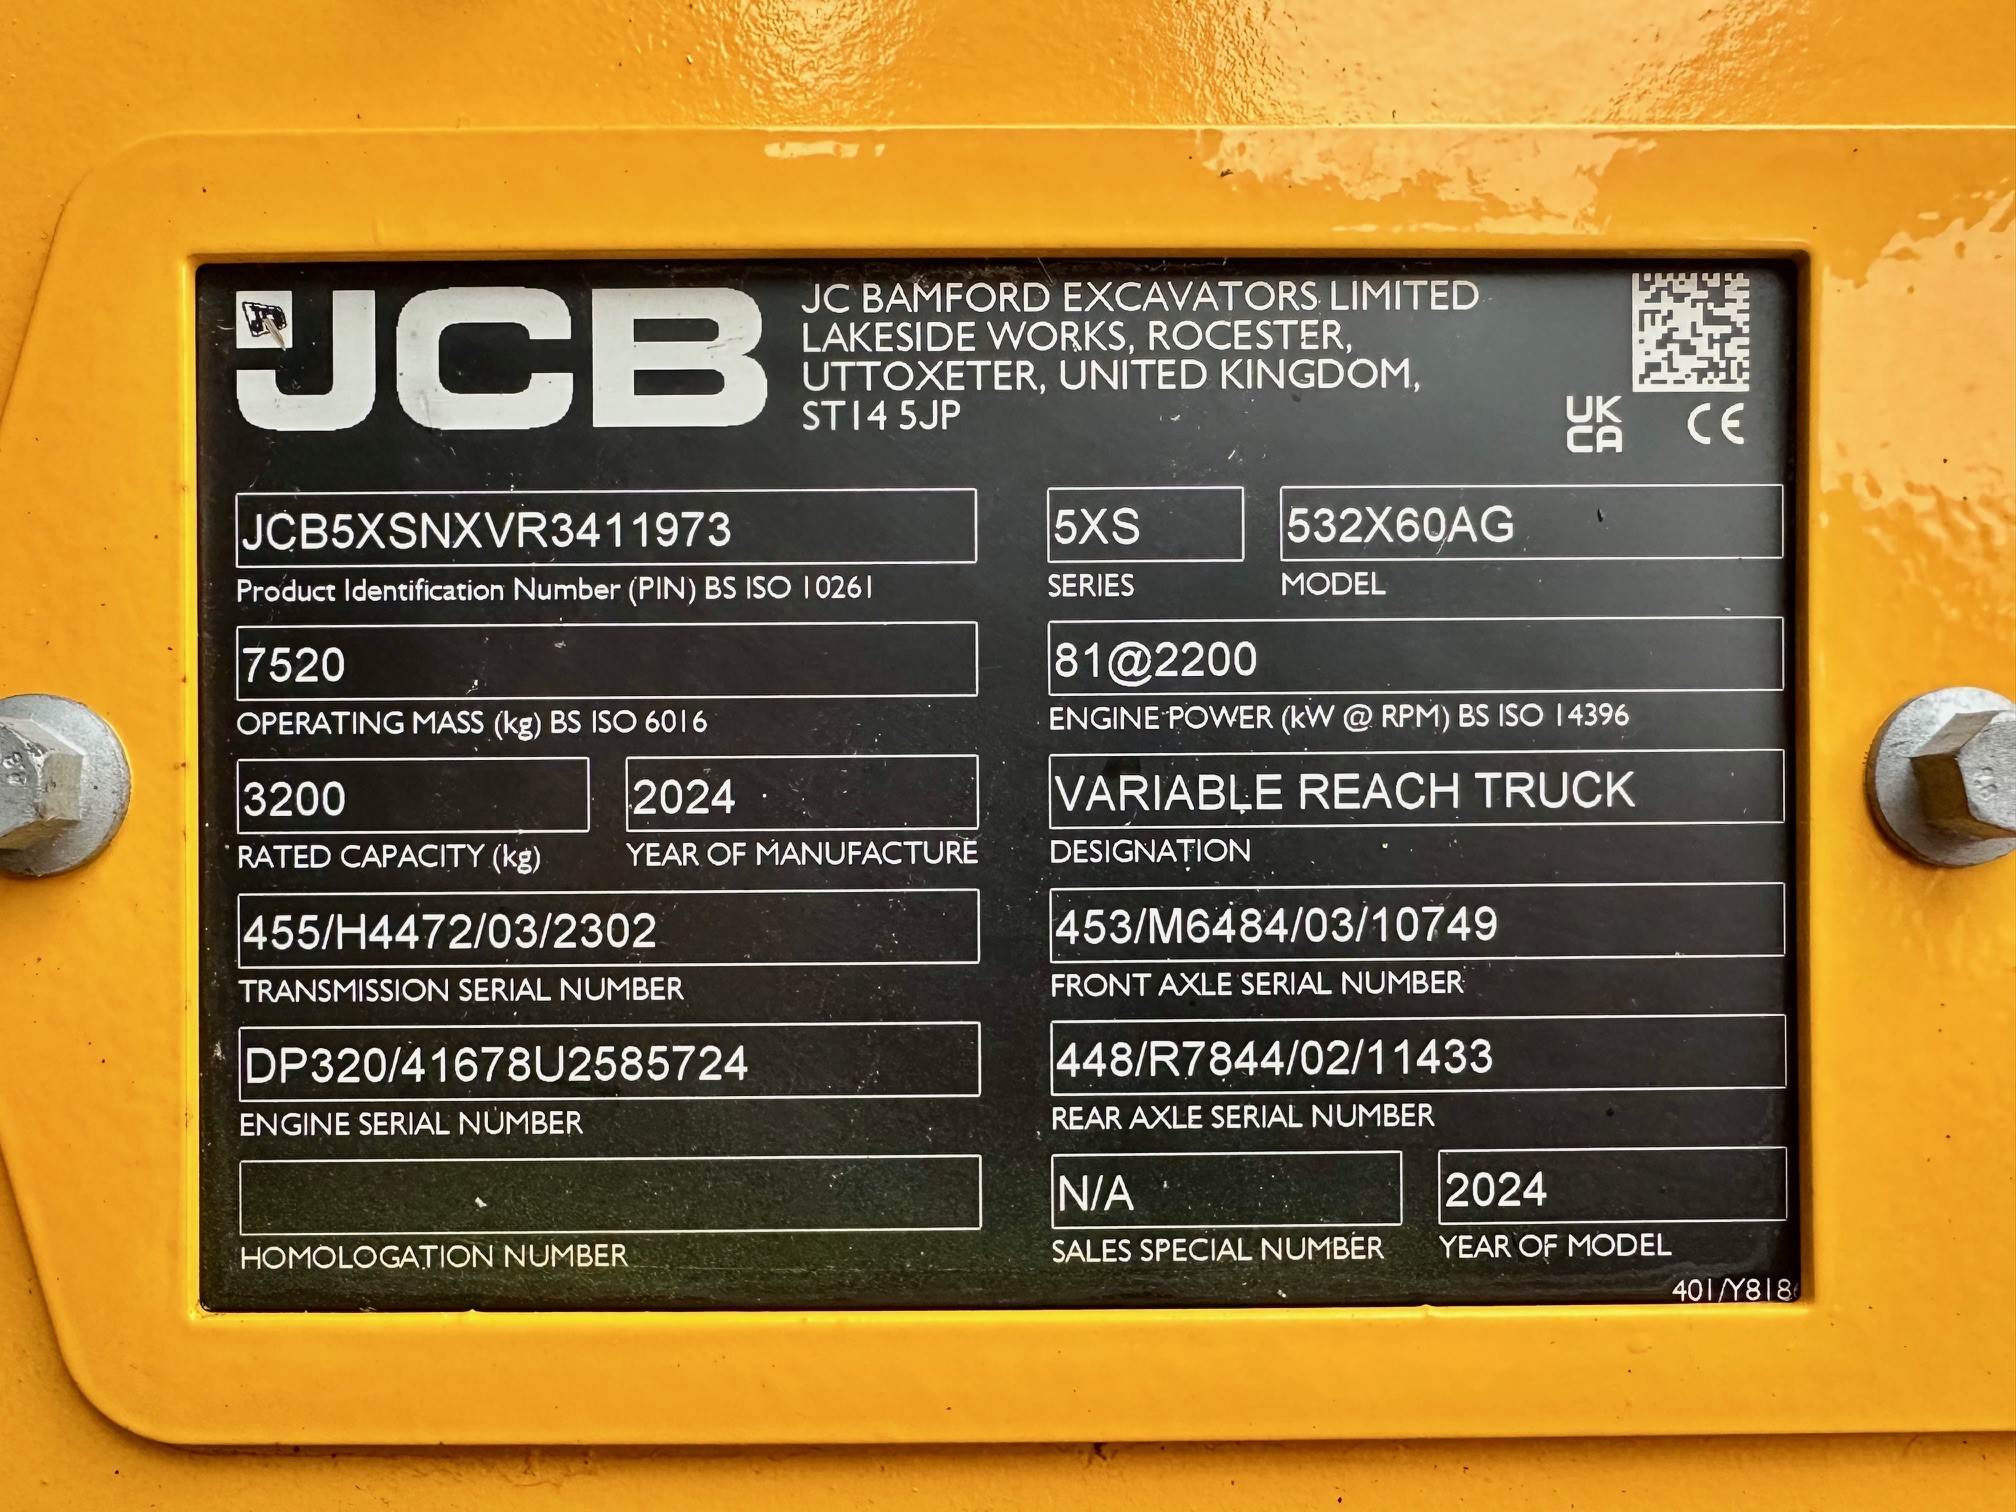 JCB
JC BAMFORD EXCAVATORS LIMITED
LAKESIDE WORKS, ROCESTER,
UTTOXETER, UNITED KINGDOM,
ST14 5JP
UK
CA
CE
JCB5XSNXVR3411973
Product Identification Number (PIN) BS ISO 10261
5XS
SERIES
532X60AG
MODEL
7520
OPERATING MASS (kg) BS ISO 6016
81@2200
ENGINE POWER (kW @ RPM) BS ISO 14396
3200
RATED CAPACITY (kg)
2024
YEAR OF MANUFACTURE
VARIABLE REACH TRUCK
DESIGNATION
455/H4472/03/2302
TRANSMISSION SERIAL NUMBER
453/M6484/03/10749
FRONT AXLE SERIAL NUMBER
DP320/41678U2585724
ENGINE SERIAL NUMBER
448/R7844/02/11433
REAR AXLE SERIAL NUMBER
HOMOLOGATION NUMBER
N/A
SALES SPECIAL NUMBER
2024
YEAR OF MODEL